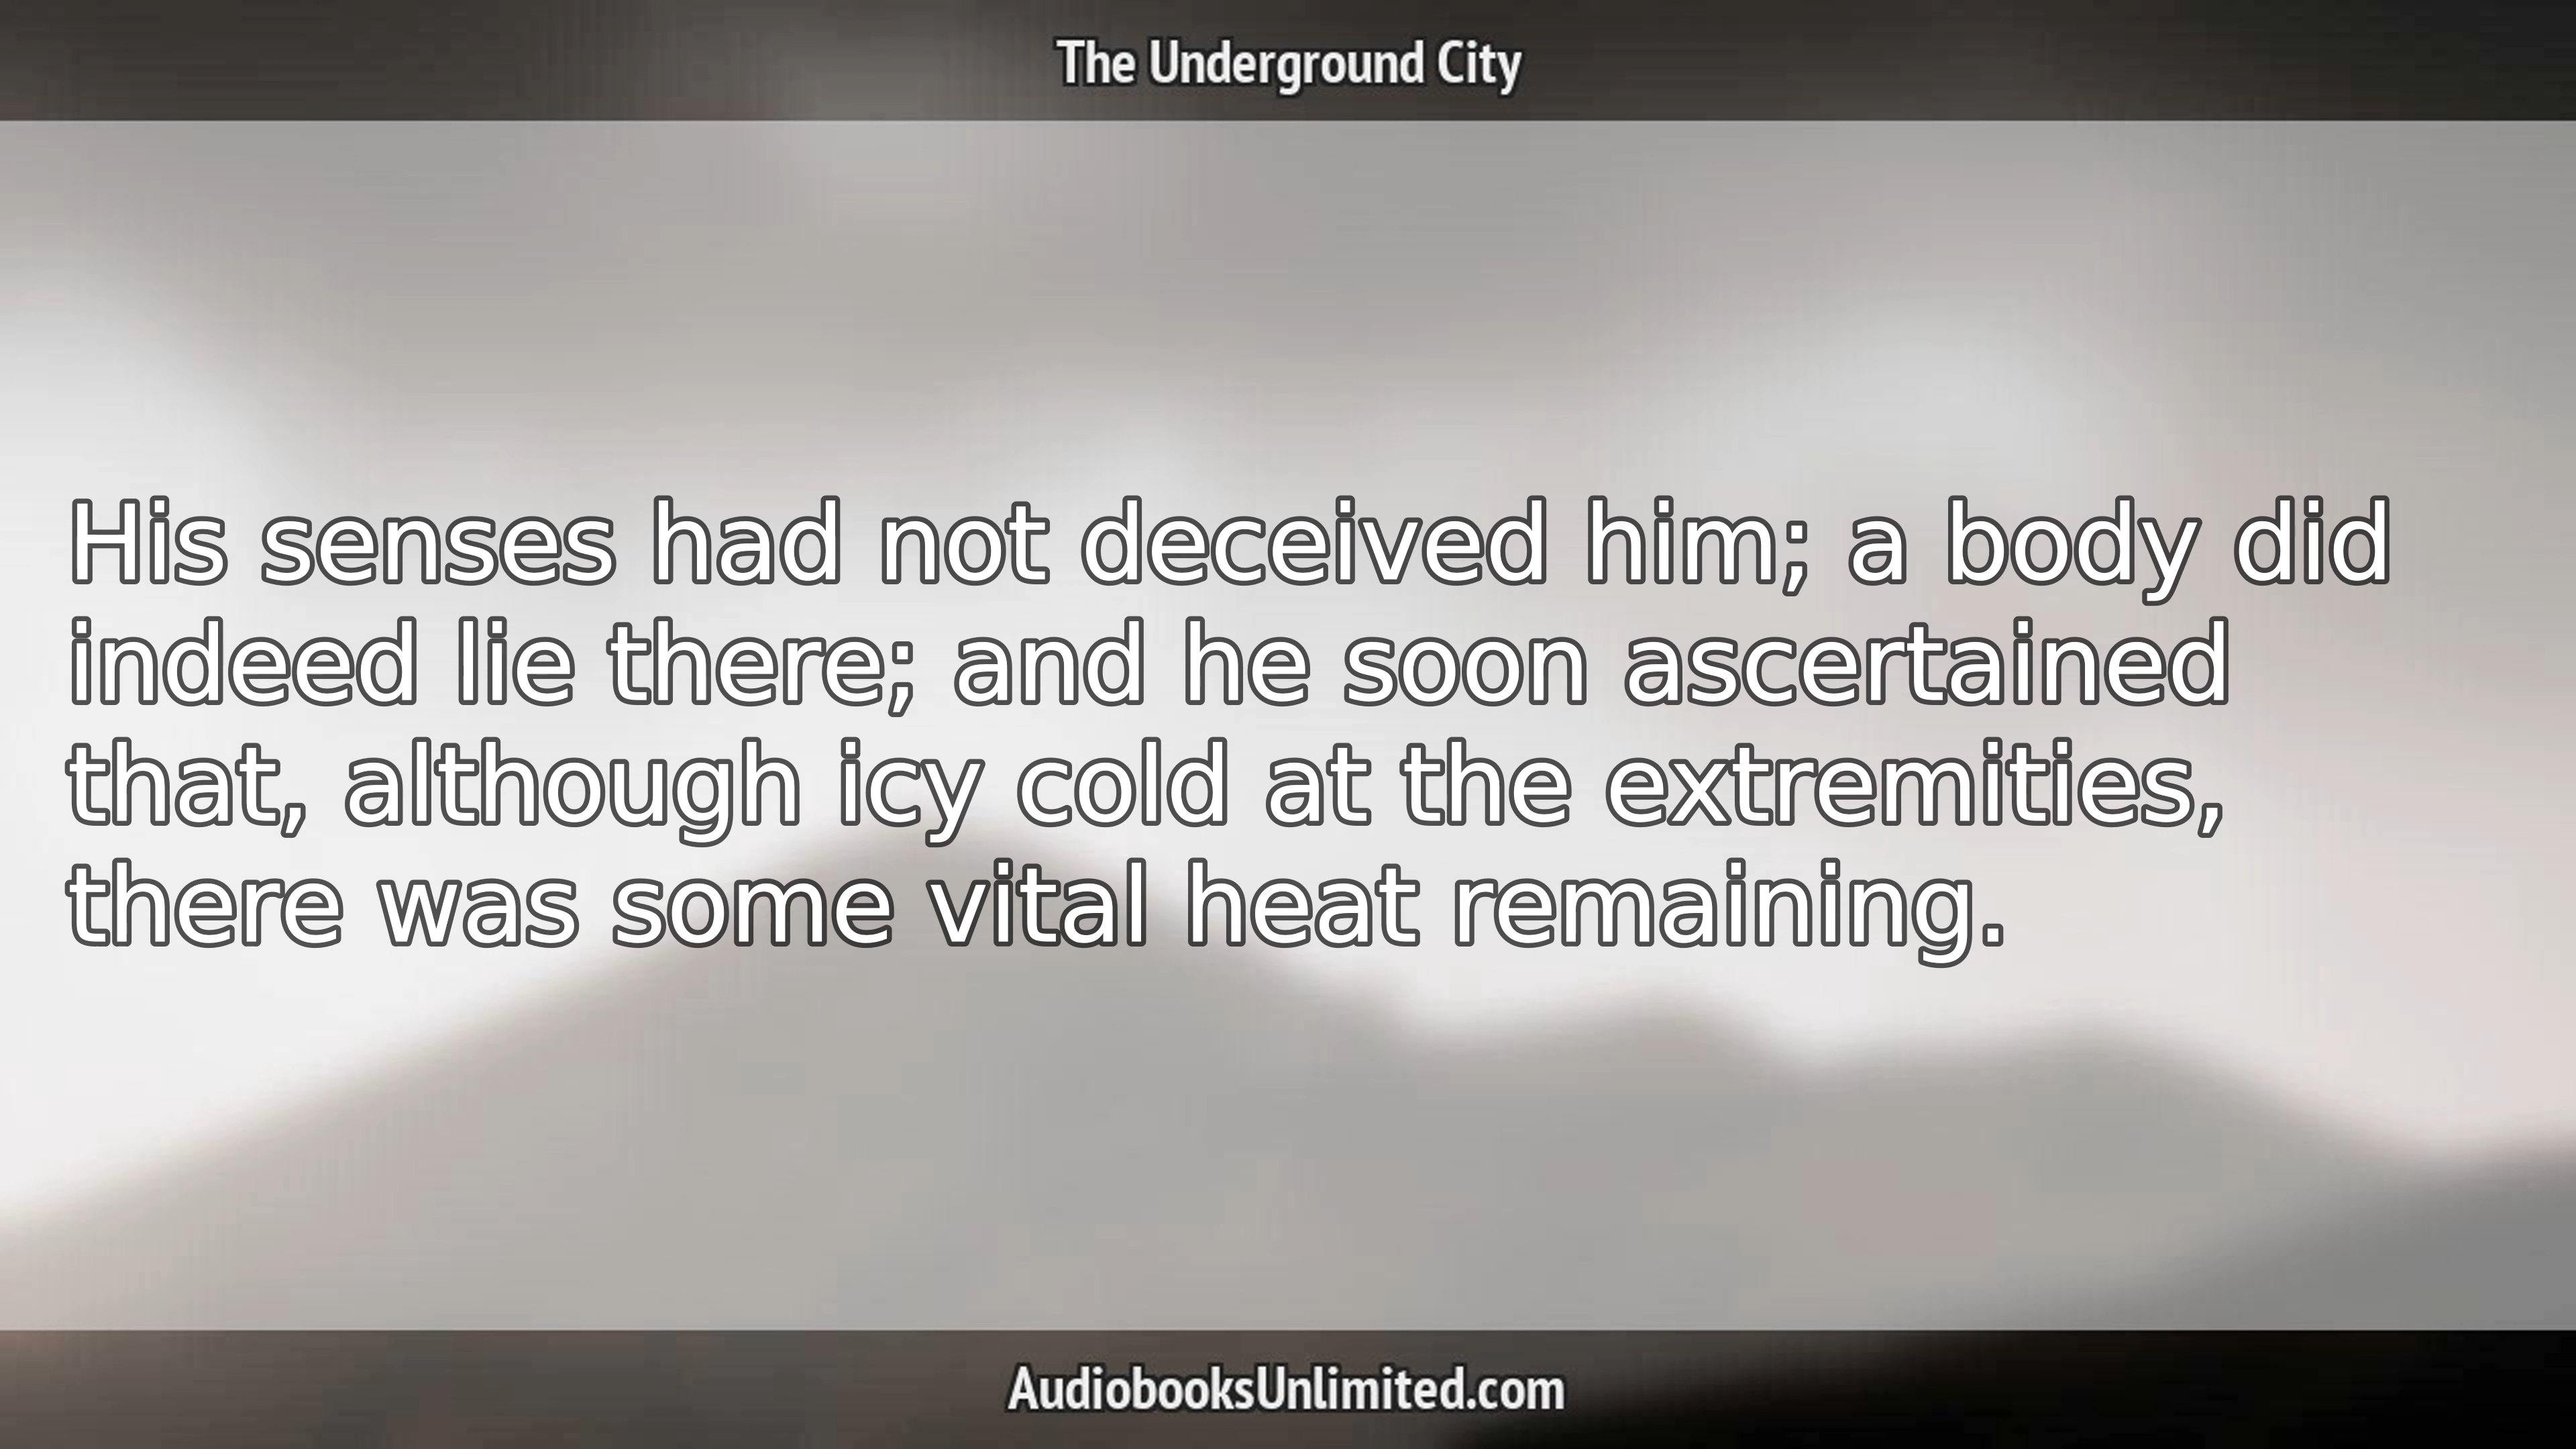 The Underground City
His senses had not deceived him; a body did
indeed lie there; and he soon ascertained
that, although icy cold at the extremities,
there was some vital heat remaining.
AudiobooksUnlimited.com